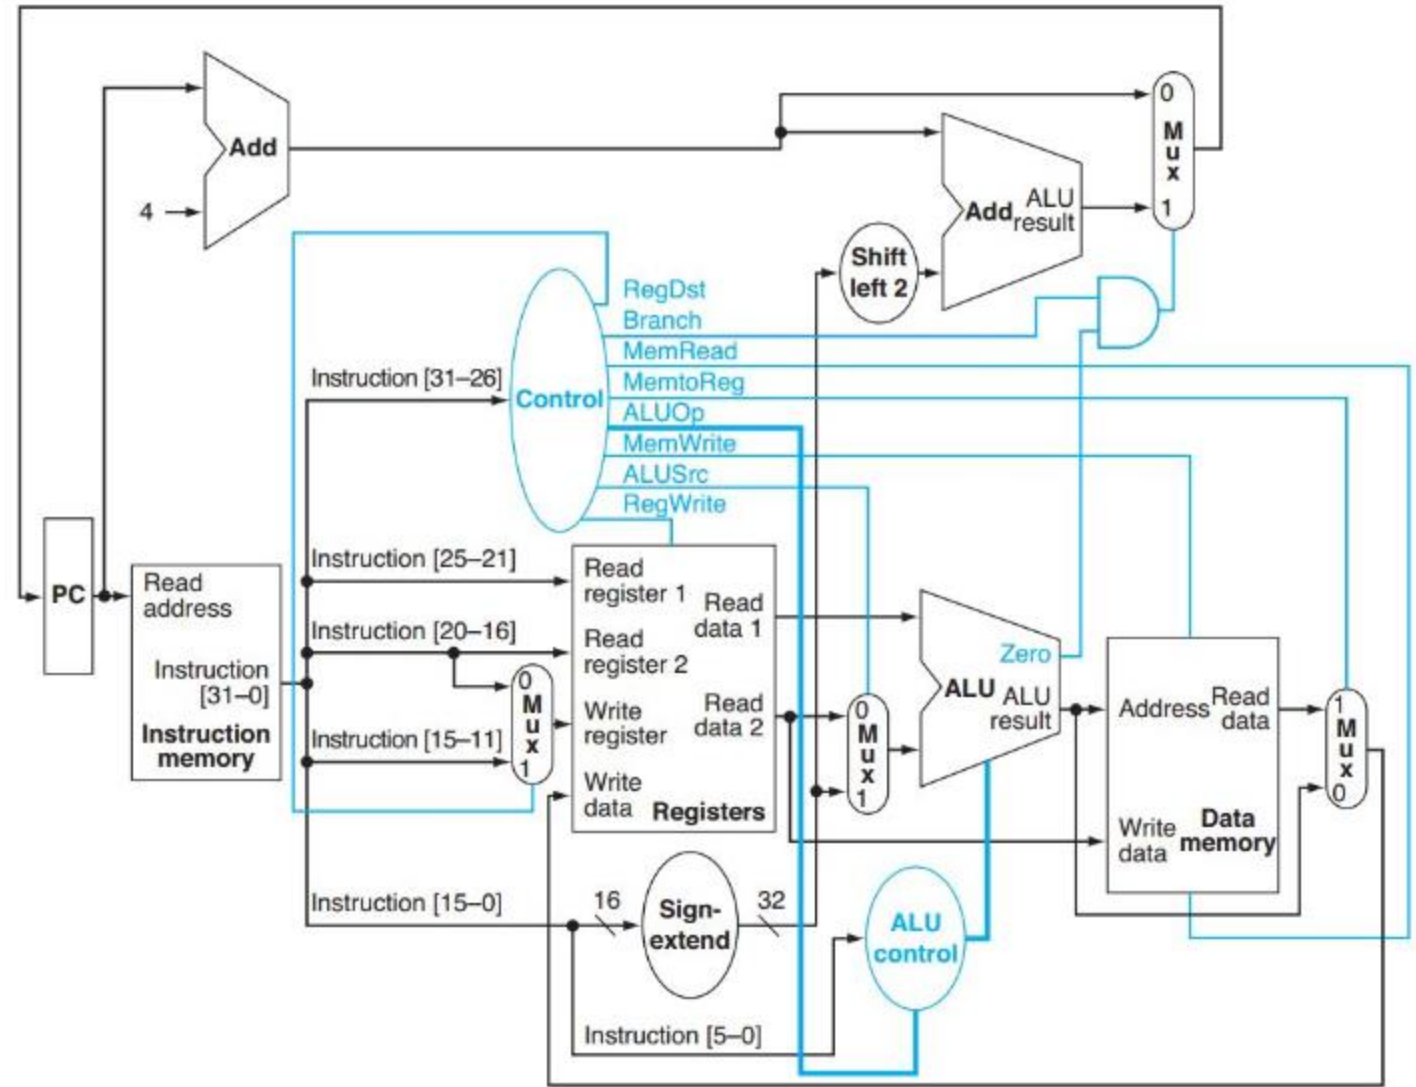 0
M
u
x
1
Add
4
Add
ALU
result
Shift
left 2
RegDst
Branch
MemRead
MemtoReg
ALUOp
MemWrite
ALUSrc
RegWrite
Instruction [31–26]
Control
PC
Read
address
Instruction
[31–0]
Instruction
memory
Instruction [25–21]
Instruction [20–16]
Instruction [15–11]
0
M
u
x
1
Read
register 1
Read
register 2
Write
register
Write
data
Read
data 1
Read
data 2
Registers
0
M
u
x
1
Zero
ALU
ALU
result
Address
Read
data
Write
data
Data
memory
1
M
u
x
0
Instruction [15–0]
16
Sign-
extend
32
ALU
control
Instruction [5–0]